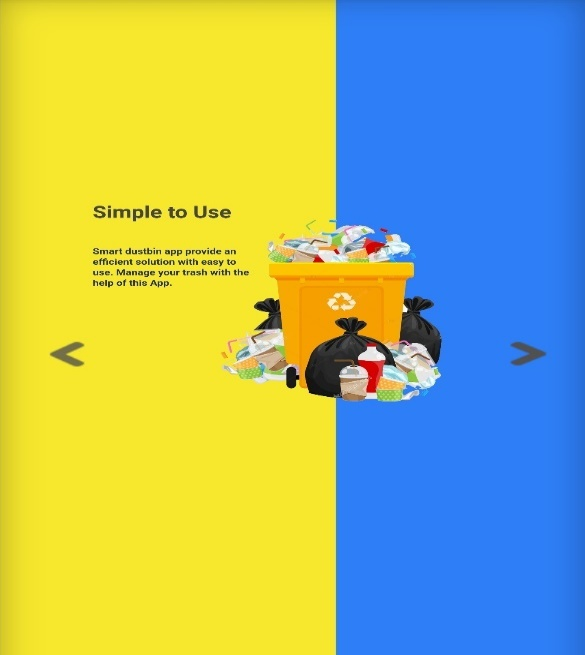 Simple to Use
Smart dustbin app provide an
efficient solution with easy to
use. Manage your trash with the
help of this App.